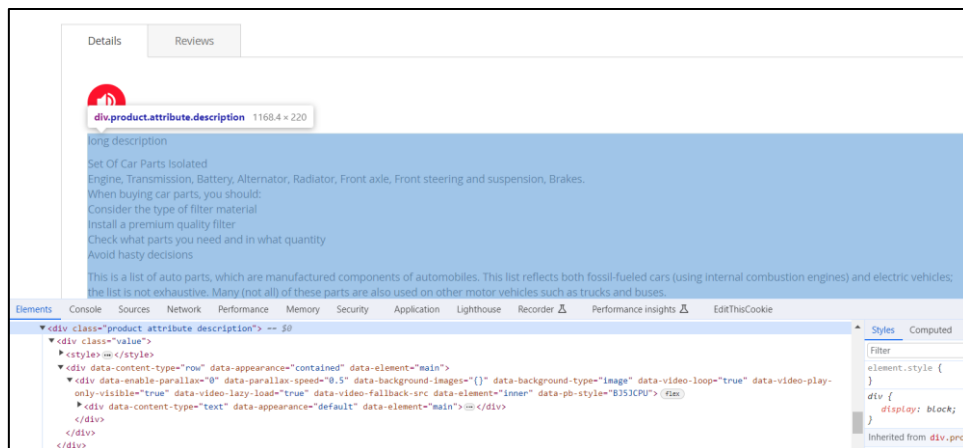 Details
Reviews
div.product.attribute.description 1168.4 × 220
long description
Set Of Car Parts Isolated
Engine, Transmission, Battery, Alternator, Radiator, Front axle, Front steering and suspension, Brakes.
When buying car parts, you should:
Consider the type of filter material
Install a premium quality filter
Check what parts you need and in what quantity
Avoid hasty decisions
This is a list of auto parts, which are manufactured components of automobiles. This list reflects both fossil-fueled cars (using internal combustion engines) and electric vehicles;
the list is not exhaustive. Many (not all) of these parts are also used on other motor vehicles such as trucks and buses.
Elements Console Sources Network Performance Memory Security Application Lighthouse Recorder Performance insights EditThisCookie
▼<div class="product attribute description"> == $0
▼<div class="value">
▶<style>…</style>
▼<div data-content-type="row" data-appearance="contained" data-element="main">
▼<div data-enable-parallax="0" data-parallax-speed="0.5" data-background-images="{}" data-background-type="image" data-video-loop="true" data-video-play-
only-visible="true" data-video-lazy-load="true" data-video-fallback-src data-element="inner" data-pb-style="BJ5JCPU"> flex
▶<div data-content-type="text" data-appearance="default" data-element="main">…</div>
</div>
</div>
</div>
Styles Computed
Filter
element.style {
}
div {
display: block;
}
Inherited from div.pro